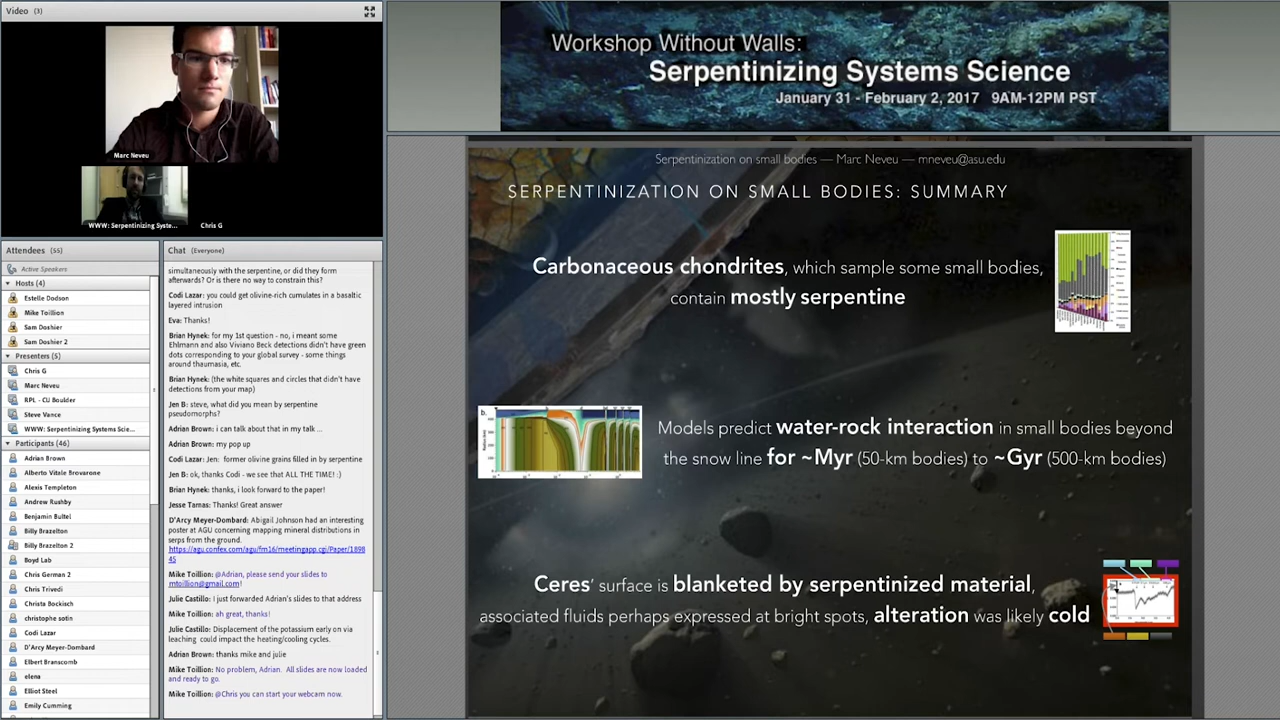 Video (3)
Marc Neveu
WWW: Serpentinizing Syste...
Chris G
Attendees (55)
Active Speakers
Hosts (4)
Estelle Dodson
Mike Toillion
Sam Doshier
Sam Doshier 2
Presenters (5)
Chris G
Marc Neveu
RPL - CU Boulder
Steve Vance
WWW: Serpentinizing Systems Scie...
Participants (46)
Adrian Brown
Alberto Vitale Brovarone
Alexis Templeton
Andrew Rushby
Benjamin Bultel
Billy Brazelton
Billy Brazelton 2
Boyd Lab
Chris German 2
Chris Trivedi
Christa Bockisch
christophe sotin
Codi Lazar
D'Arcy Meyer-Dombard
Elbert Branscomb
elena
Elliot Steel
Emily Cumming
Chat (Everyone)
simultaneously with the serpentine, or did they form
afterwards? Or is there no way to constrain this?
Codi Lazar: you could get olivine-rich cumulates in a basaltic
layered intrusion
Eva: Thanks!
Brian Hynek: for my 1st question - no, i meant some
Ehlmann and also Viviano Beck detections didn't have green
dots corresponding to your global survey - some things
around thaumasia, etc.
Brian Hynek: (the white squares and circles that didn't have
detections from your map)
Jen B: steve, what did you mean by serpentine
pseudomorphs?
Adrian Brown: i can talk about that in my talk ...
Adrian Brown: my pop up
Codi Lazar: Jen: former olivine grains filled in by serpentine
Jen B: ok, thanks Codi - we see that ALL THE TIME! :)
Brian Hynek: thanks, i look forward to the paper!
Jesse Tarnas: Thanks! Great answer
D'Arcy Meyer-Dombard: Abigail Johnson had an interesting
poster at AGU concerning mapping mineral distributions in
serps from the ground.
https://agu.confex.com/agu/fm16/meetingapp.cgi/Paper/1898
45
Mike Toillion: @Adrian, please send your slides to
mtoillion@gmail.com!
Julie Castillo: I just forwarded Adrian's slides to that address
Mike Toillion: ah great, thanks!
Julie Castillo: Displacement of the potassium early on via
leaching could impact the heating/cooling cycles.
Adrian Brown: thanks mike and julie
Mike Toillion: No problem, Adrian. All slides are now loaded
and ready to go.
Mike Toillion: @Chris you can start your webcam now.
Workshop Without Walls:
Serpentinizing Systems Science
January 31 - February 2, 2017 9AM-12PM PST
Serpentinization on small bodies — Marc Neveu — mneveu@asu.edu
SERPENTINIZATION ON SMALL BODIES: SUMMARY
Carbonaceous chondrites, which sample some small bodies,
contain mostly serpentine
b.
Models predict water-rock interaction in small bodies beyond
the snow line for ~Myr (50-km bodies) to ~Gyr (500-km bodies)
Ceres' surface is blanketed by serpentinized material,
associated fluids perhaps expressed at bright spots, alteration was likely cold